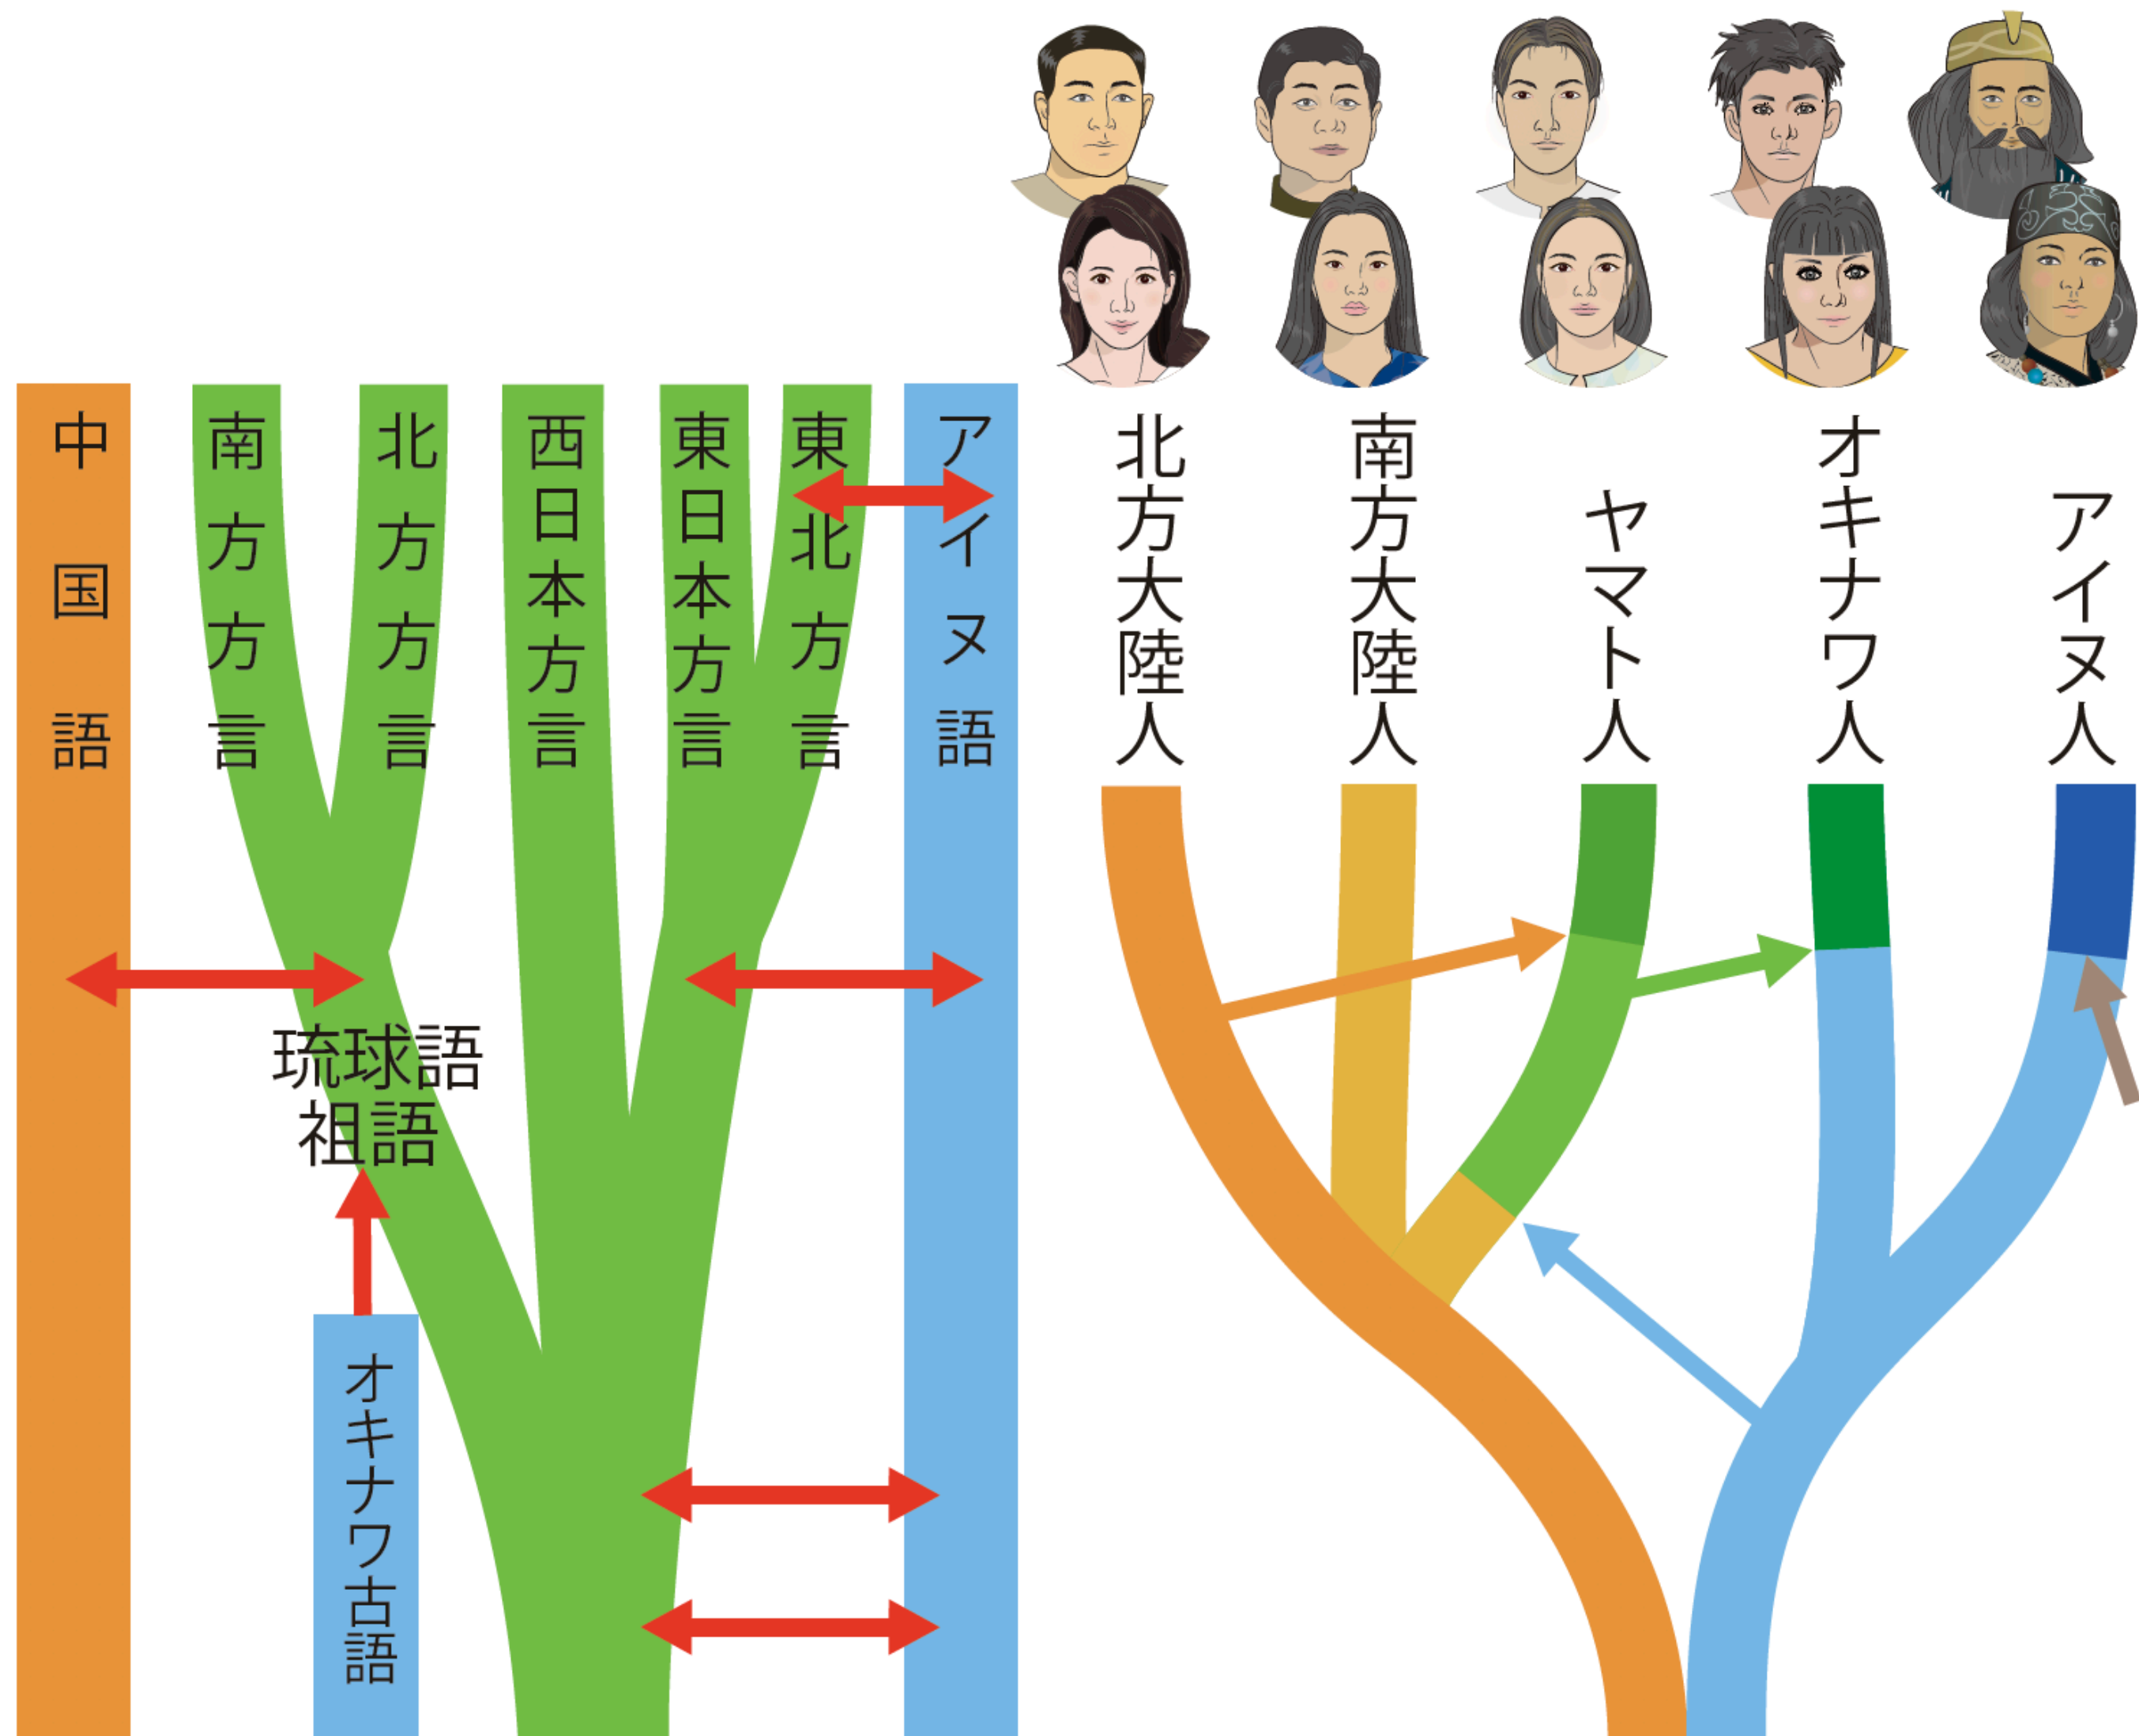 中国語
南方方言
北方方言
西日本方言
東日本方言
東北方言
アイヌ語
琉球語
祖語
オキナワ古語
北方大陸人
南方大陸人
ヤマト人
オキナワ人
アイヌ人